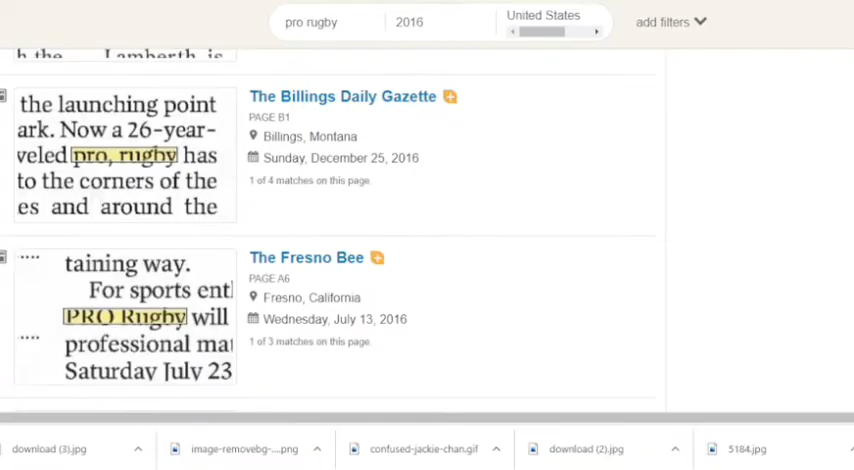 pro rugby
2016
United States
add filters
h the Lamberth is
the launching point
ark. Now a 26-year-
veled pro, rugby has
to the corners of the
es and around the
The Billings Daily Gazette
PAGE B1
Billings, Montana
Sunday, December 25, 2016
1 of 4 matches on this page.
taining way.
For sports ent
PRO Rugby will
professional mat
Saturday July 23
The Fresno Bee
PAGE A6
Fresno, California
Wednesday, July 13, 2016
1 of 3 matches on this page.
download (3).jpg
image-removebg-....png
confused-jackie-chan.gif
download (2).jpg
5184.jpg